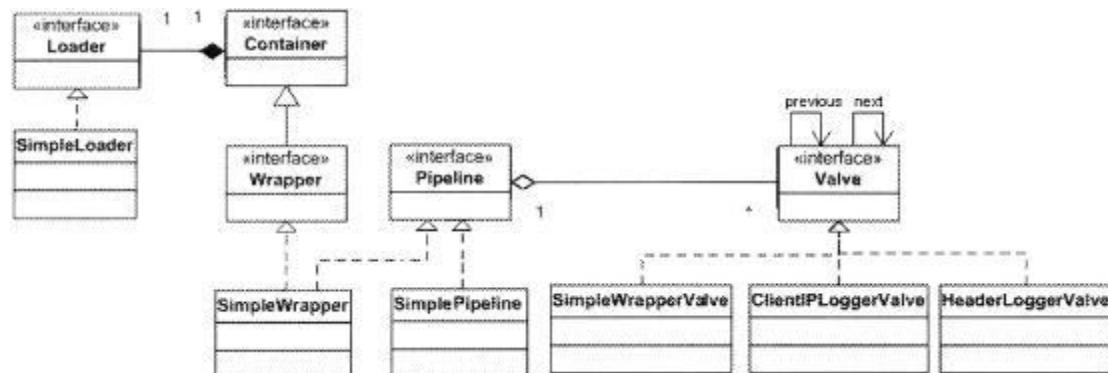 «interface»
Loader
1
1
«interface»
Container
SimpleLoader
«interface»
Wrapper
«interface»
Pipeline
previous
next
«interface»
Valve
1
*
SimpleWrapper
SimplePipeline
SimpleWrapperValve
ClientIPLoggerValve
HeaderLoggerValve